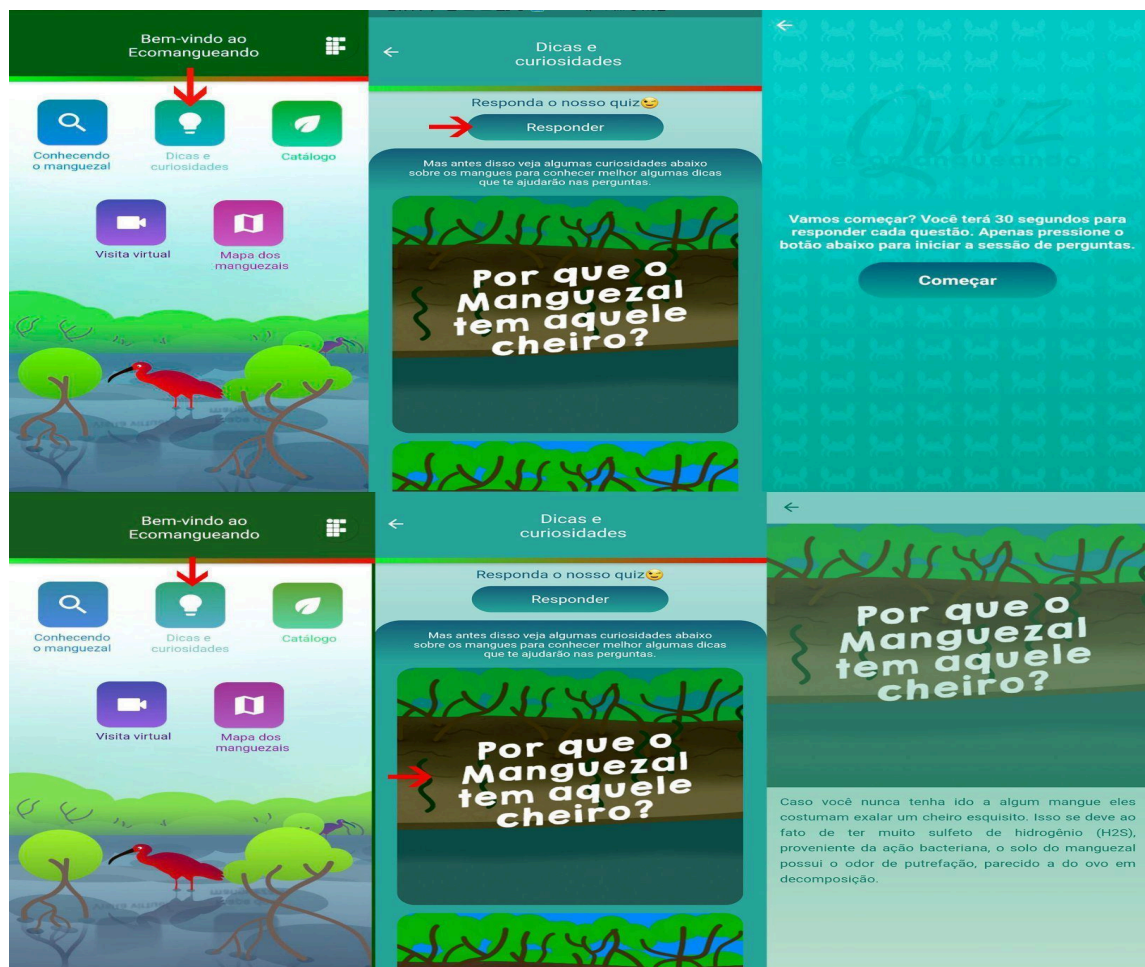 Bem-vindo ao
Ecomangueando
Conhecendo
o manguezal
Dicas e
curiosidades
Catálogo
Visita virtual
Mapa dos
manguezais
Dicas e
curiosidades
Responda o nosso quiz😉
Responder
Mas antes disso veja algumas curiosidades abaixo
sobre os mangues para conhecer melhor algumas dicas
que te ajudarão nas perguntas.
Por que o
Manguezal
tem aquele
cheiro?
Quiz
Vamos começar? Você terá 30 segundos para
responder cada questão. Apenas pressione o
botão abaixo para iniciar a sessão de perguntas.
Começar
Bem-vindo ao
Ecomangueando
Conhecendo
o manguezal
Dicas e
curiosidades
Catálogo
Visita virtual
Mapa dos
manguezais
Dicas e
curiosidades
Responda o nosso quiz😉
Responder
Mas antes disso veja algumas curiosidades abaixo
sobre os mangues para conhecer melhor algumas dicas
que te ajudarão nas perguntas.
Por que o
Manguezal
tem aquele
cheiro?
Por que o
Manguezal
tem aquele
cheiro?
Caso você nunca tenha ido a algum mangue eles
costumam exalar um cheiro esquisito. Isso se deve ao
fato de ter muito sulfeto de hidrogênio (H2S),
proveniente da ação bacteriana, o solo do manguezal
possui o odor de putrefação, parecido a do ovo em
decomposição.